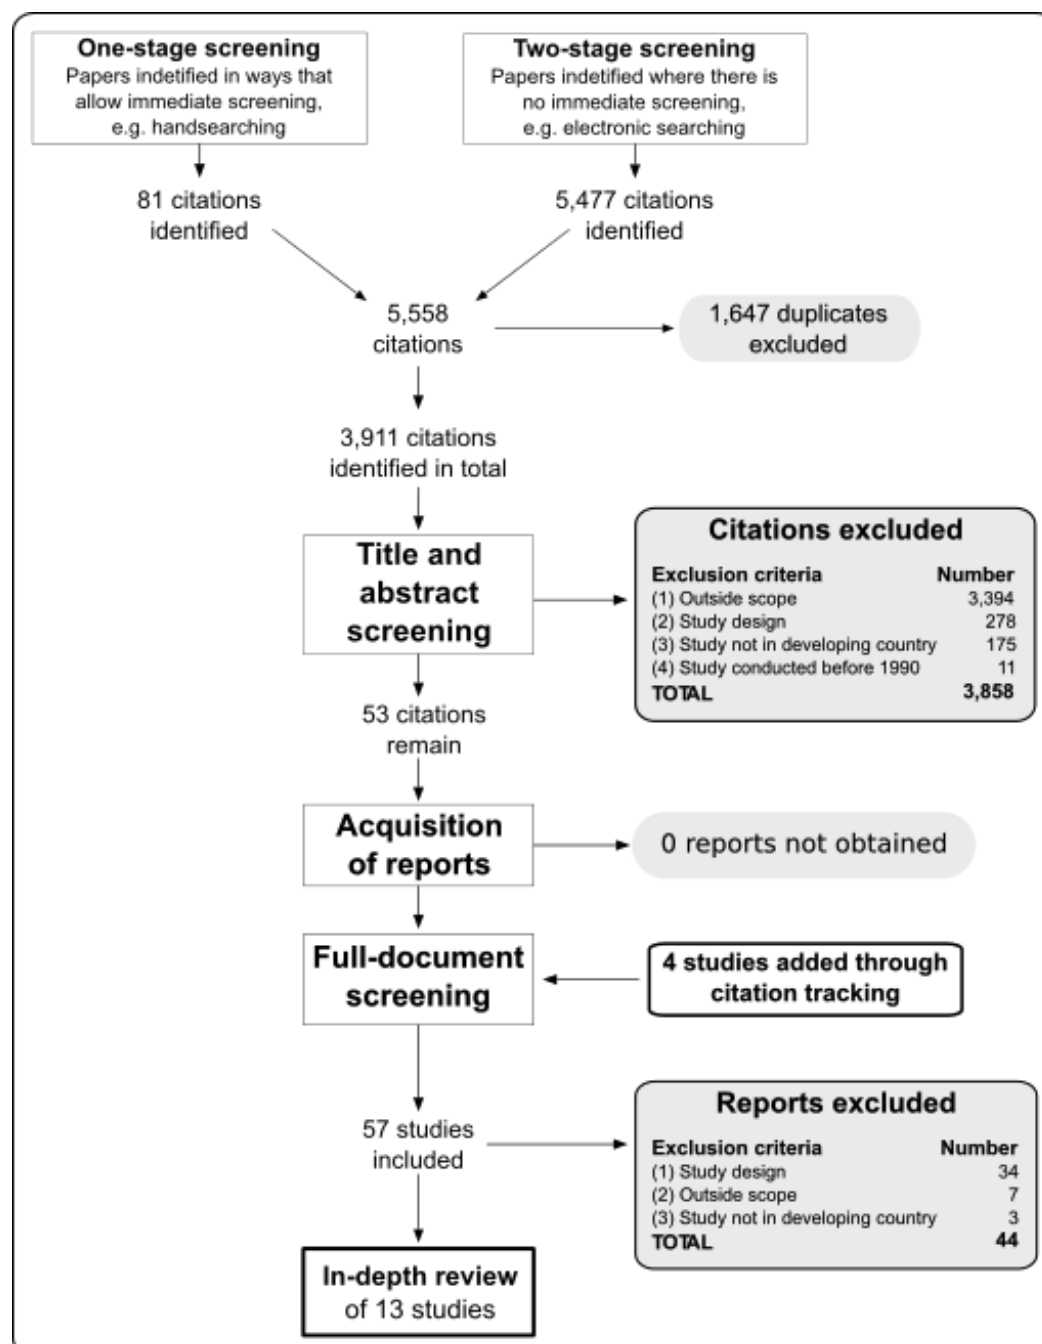 One-stage screening
Papers indetified in ways that
allow immediate screening,
e.g. handsearching
Two-stage screening
Papers indetified where there is
no immediate screening,
e.g. electronic searching
81 citations
identified
5,477 citations
identified
5,558
citations
1,647 duplicates
excluded
3,911 citations
identified in total
Title and
abstract
screening
Citations excluded
Exclusion criteria Number
(1) Outside scope 3,394
(2) Study design 278
(3) Study not in developing country 175
(4) Study conducted before 1990 11
TOTAL 3,858
53 citations
remain
Acquisition
of reports
0 reports not obtained
Full-document
screening
4 studies added through
citation tracking
57 studies
included
Reports excluded
Exclusion criteria Number
(1) Study design 34
(2) Outside scope 7
(3) Study not in developing country 3
TOTAL 44
In-depth review
of 13 studies